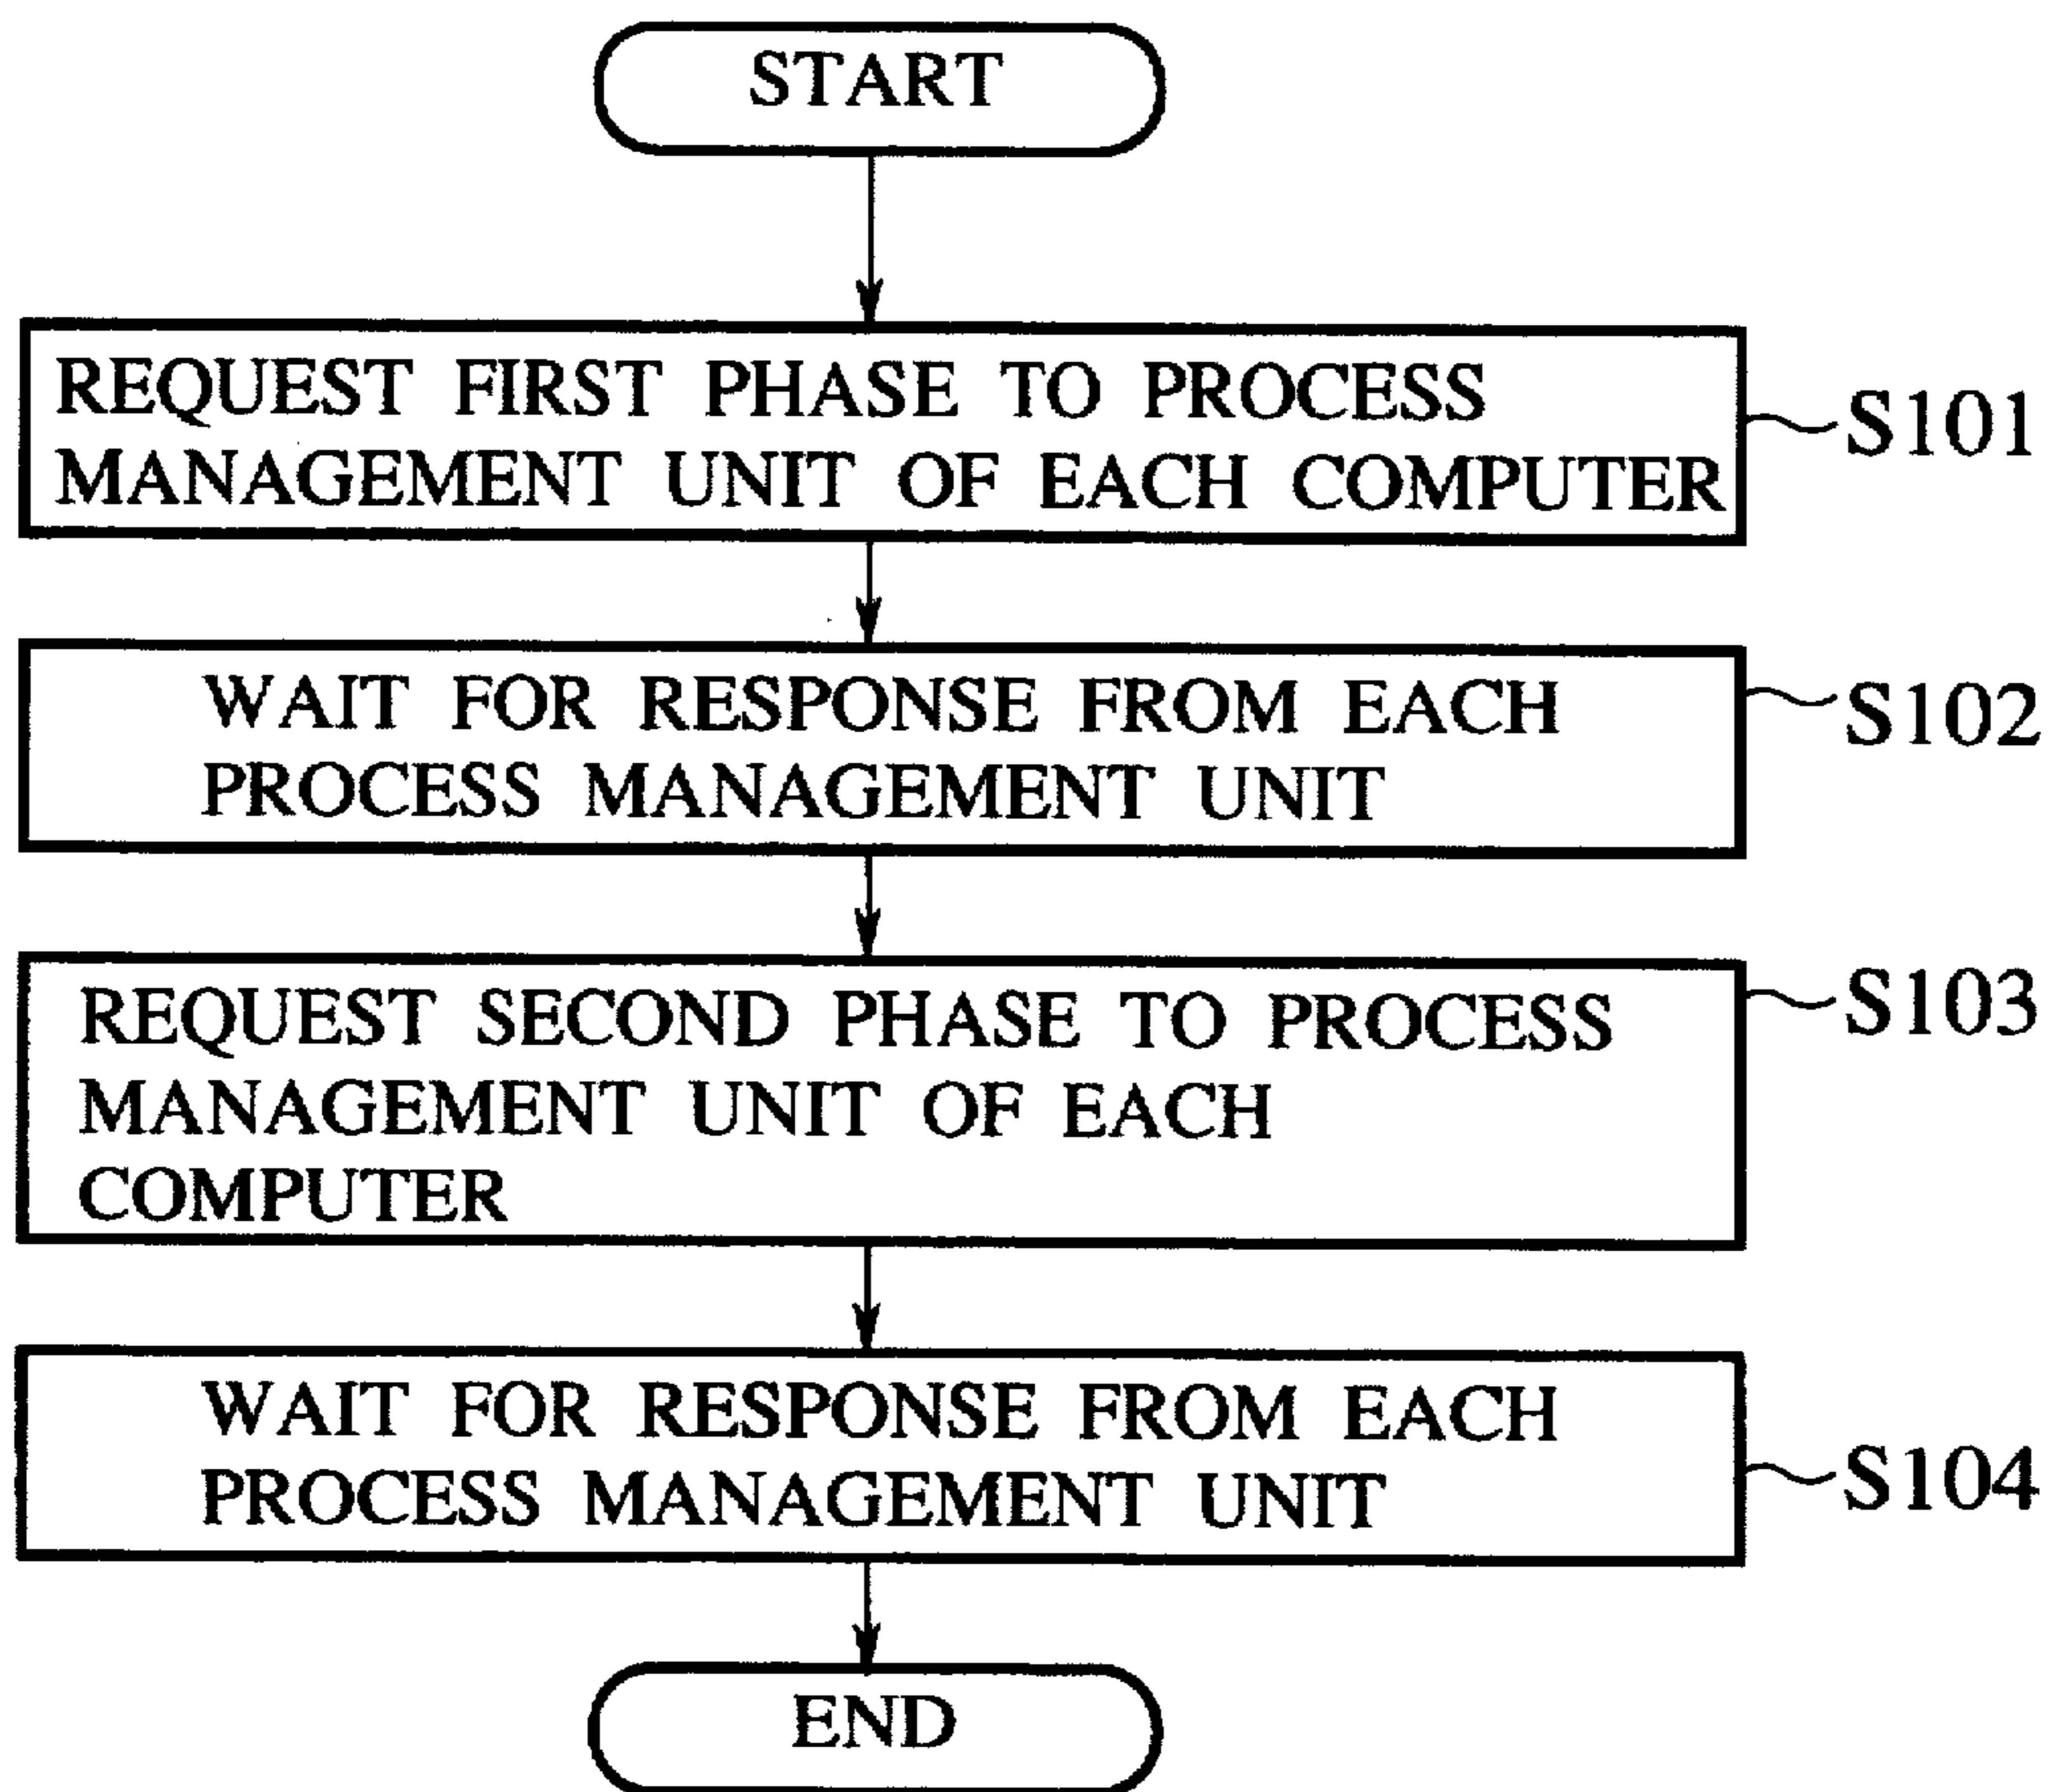 START
REQUEST FIRST PHASE TO PROCESS
MANAGEMENT UNIT OF EACH COMPUTER
S101
WAIT FOR RESPONSE FROM EACH
PROCESS MANAGEMENT UNIT
S102
REQUEST SECOND PHASE TO PROCESS
MANAGEMENT UNIT OF EACH
COMPUTER
S103
WAIT FOR RESPONSE FROM EACH
PROCESS MANAGEMENT UNIT
S104
END